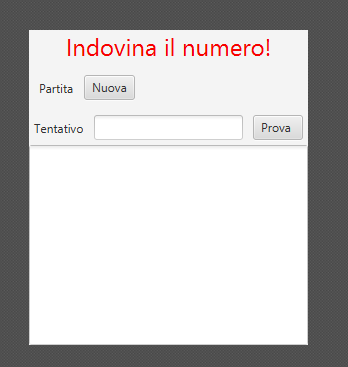 Indovina il numero!
Partita Nuova
Tentativo Prova